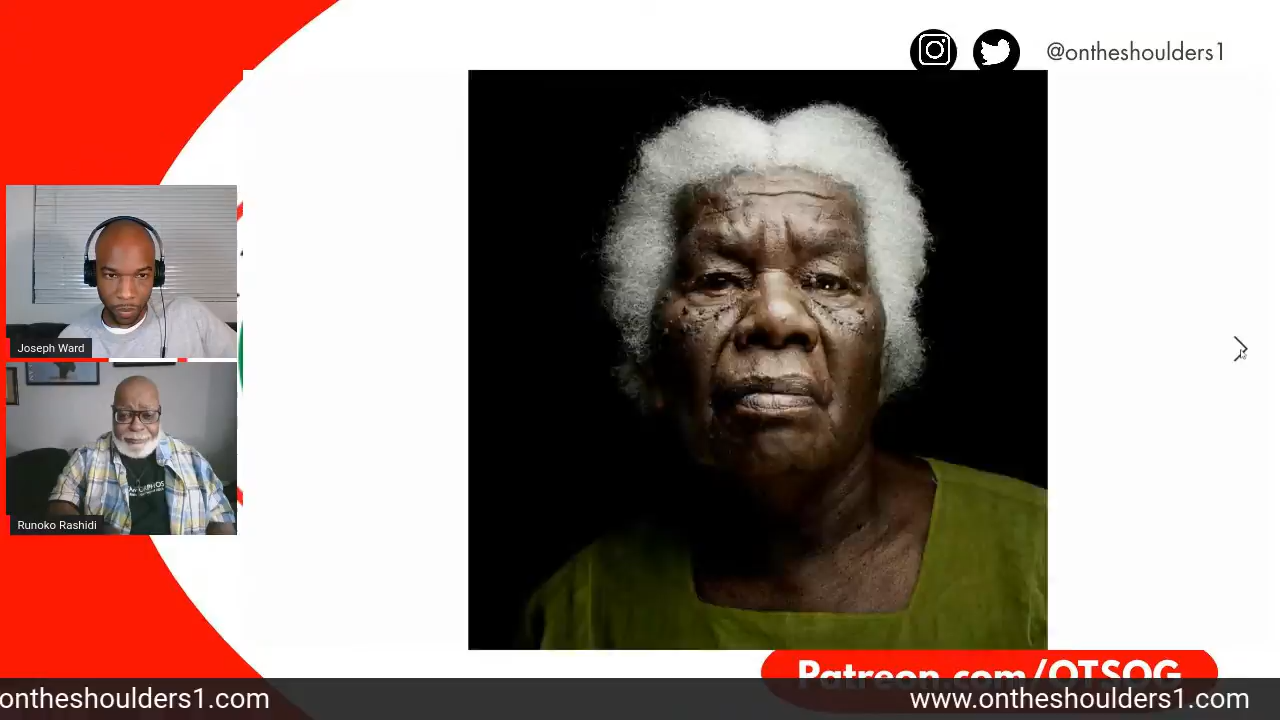 @ontheshoulders1
Joseph Ward
Runoko Rashidi
Patreon.com/OTSOG
ontheshoulders1.com
www.ontheshoulders1.com